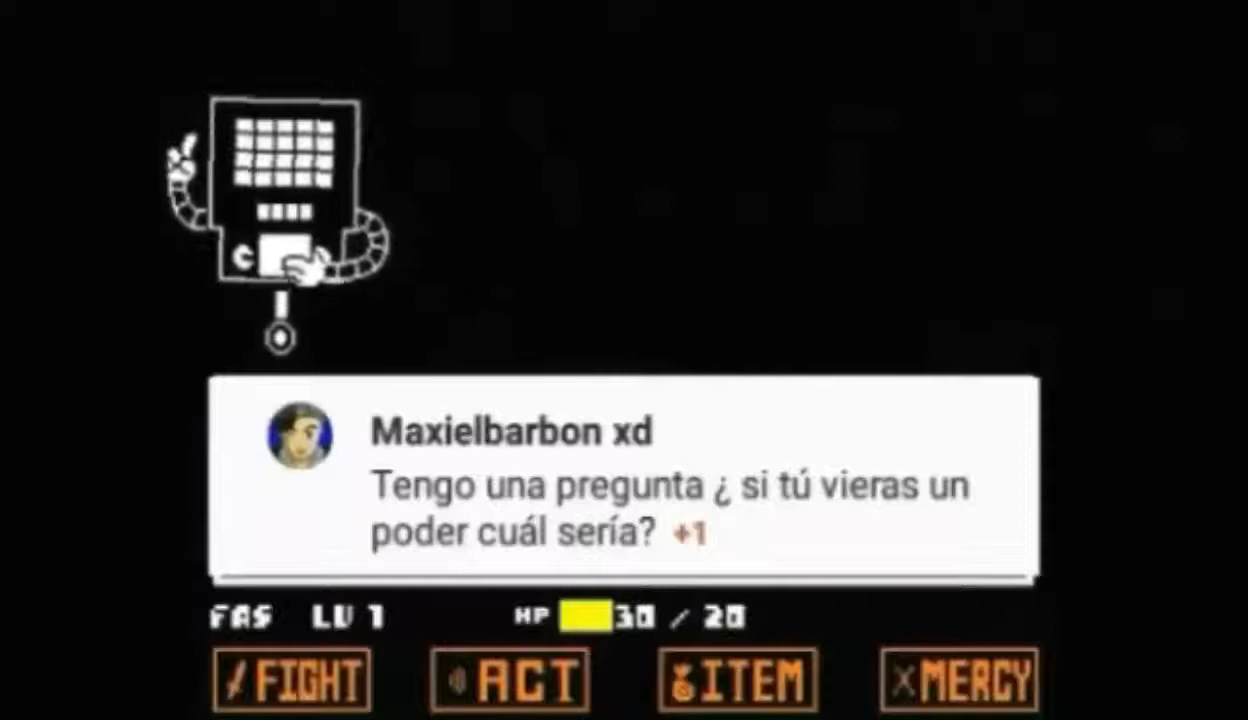 Maxielbarbon xd
Tengo una pregunta ¿ si tú vieras un
poder cuál sería? +1
FAS LV 1 HP 30 / 20
FIGHT ACT ITEM MERCY